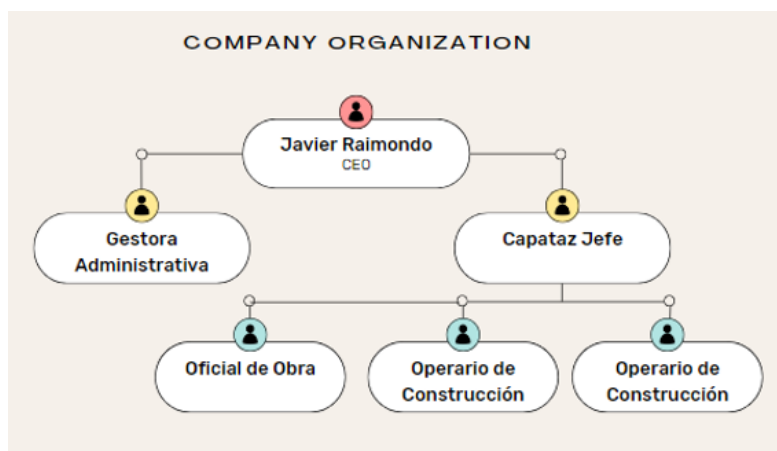 COMPANY ORGANIZATION
Javier Raimondo
CEO
Gestora
Administrativa
Capataz Jefe
Oficial de Obra
Operario de
Construcción
Operario de
Construcción